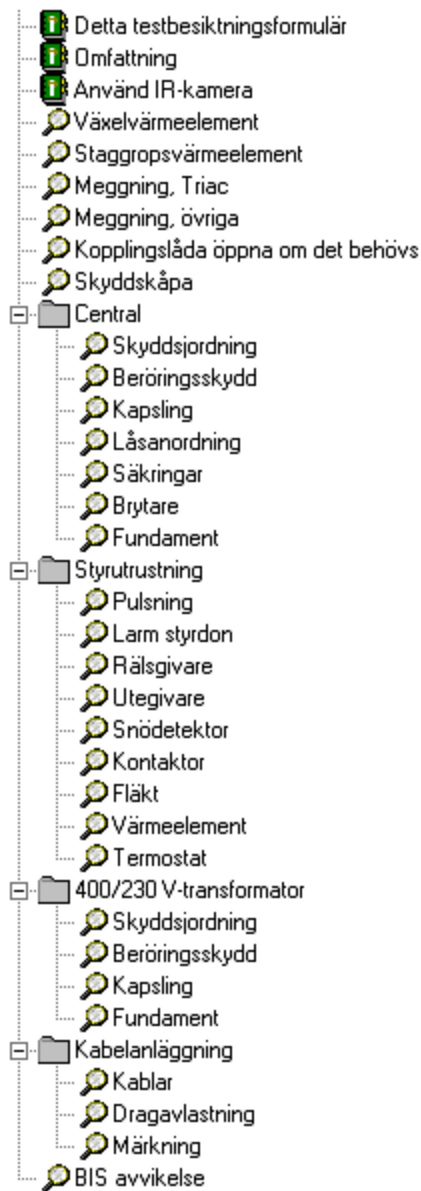 Detta testbesiktningsformulär
Omfattning
Använd IR-kamera
Växelvärmeelement
Staggropsvärmeelement
Meggning, Triac
Meggning, övriga
Kopplingslåda öppna om det behövs
Skyddskåpa
Central
Skyddsjordning
Beröringsskydd
Kapsling
Låsanordning
Säkringar
Brytare
Fundament
Styrutrustning
Pulsning
Larm styrdon
Rälsgivare
Utegivare
Snödetektor
Kontaktor
Fläkt
Värmeelement
Termostat
400/230 V-transformator
Skyddsjordning
Beröringsskydd
Kapsling
Fundament
Kabelanläggning
Kablar
Dragavlastning
Märkning
BIS avvikelse